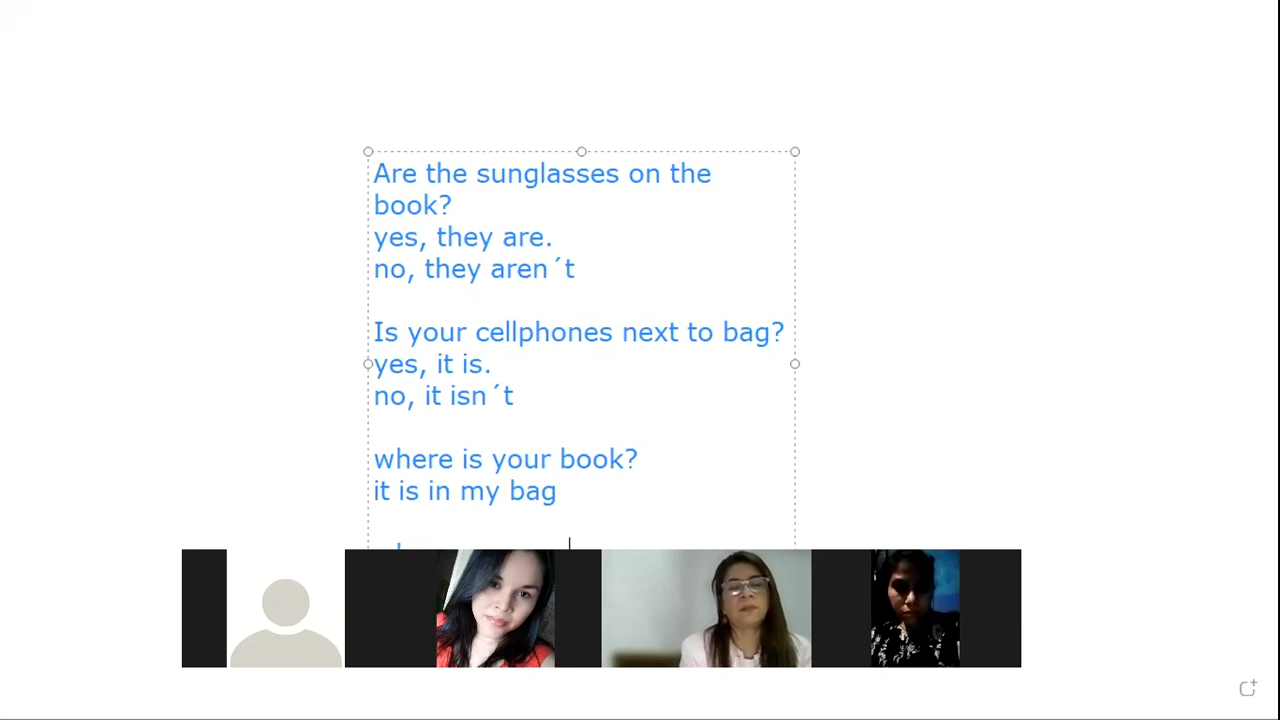 Are the sunglasses on the
book?
yes, they are.
no, they aren´t
Is your cellphones next to bag?
yes, it is.
no, it isn´t
where is your book?
it is in my bag